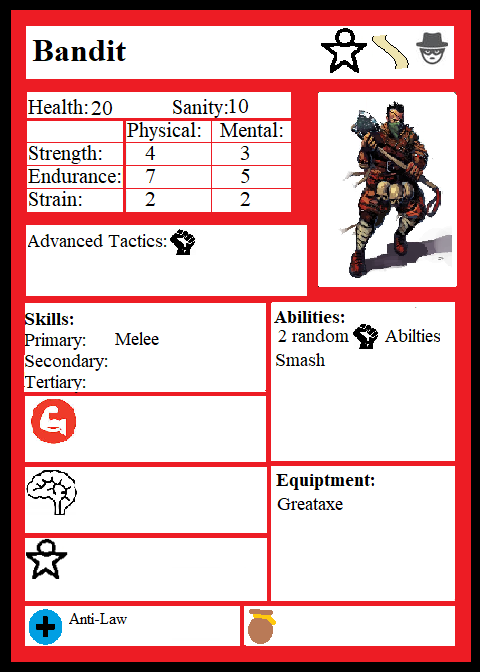 Bandit
Health: 20 Sanity: 10
Physical: Mental:
Strength: 4 3
Endurance: 7 5
Strain: 2 2
Advanced Tactics:
Skills:
Primary: Melee
Secondary:
Tertiary:
Abilities:
2 random Abilties
Smash
Equiptment:
Greataxe
Anti-Law